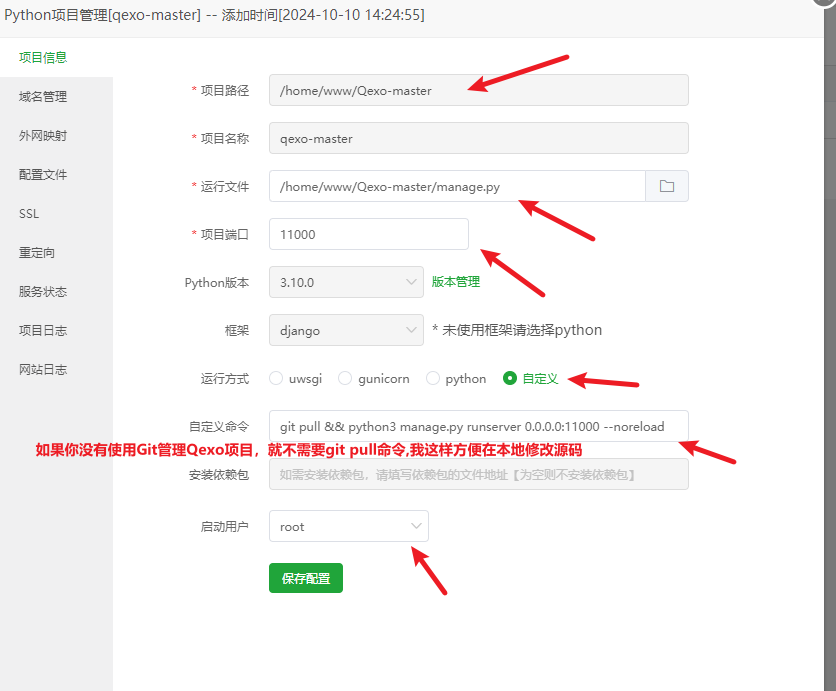 Python项目管理[qexo-master] -- 添加时间[2024-10-10 14:24:55]
项目信息
域名管理
外网映射
配置文件
SSL
重定向
服务状态
项目日志
网站日志
* 项目路径 /home/www/Qexo-master
* 项目名称 qexo-master
* 运行文件 /home/www/Qexo-master/manage.py
* 项目端口 11000
Python版本 3.10.0 版本管理
框架 django * 未使用框架请选择python
运行方式 uwsgi gunicorn python 自定义
自定义命令 git pull && python3 manage.py runserver 0.0.0.0:11000 --noreload
如果你没有使用Git管理Qexo项目，就不需要git pull命令,我这样方便在本地修改源码
安装依赖包 如需安装依赖包，请填写依赖包的文件地址【为空则不安装依赖包】
启动用户 root
保存配置